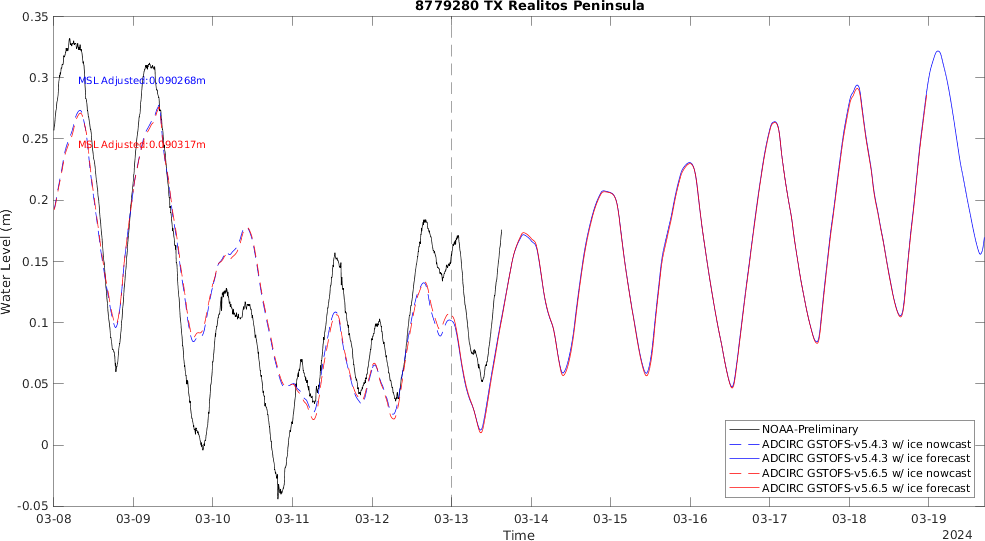 8779280 TX Realitos Peninsula
0.35
0.3
0.25
0.2
0.15
0.1
0.05
0
-0.05
Water Level (m)
MSL Adjusted:0.090268m
MSL Adjusted:0.090317m
NOAA-Preliminary
ADCIRC GSTOFS-v5.4.3 w/ ice nowcast
ADCIRC GSTOFS-v5.4.3 w/ ice forecast
ADCIRC GSTOFS-v5.6.5 w/ ice nowcast
ADCIRC GSTOFS-v5.6.5 w/ ice forecast
03-08 03-09 03-10 03-11 03-12 03-13 03-14 03-15 03-16 03-17 03-18 03-19
Time
2024